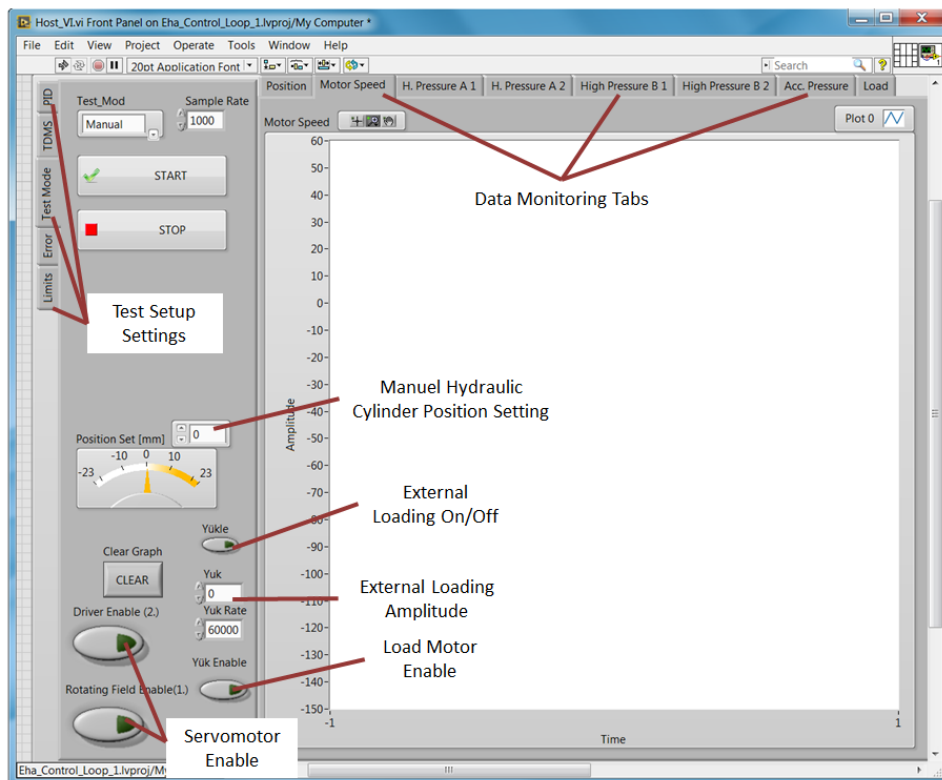 Host_VI.vi Front Panel on Eha_Control_Loop_1.lvproj/My Computer *
File Edit View Project Operate Tools Window Help
20pt Application Font
Search
PID
TDMS
Test Mode
Error
Limits
Test_Mod
Manual
Sample Rate
1000
START
STOP
Test Setup
Settings
Position Motor Speed H. Pressure A 1 H. Pressure A 2 High Pressure B 1 High Pressure B 2 Acc. Pressure Load
Motor Speed
Plot 0
Data Monitoring Tabs
60
50
40
30
20
10
0
-10
-20
-30
-40
-50
-60
-70
-80
-90
-100
-110
-120
-130
-140
-150
Amplitude
-1
1
Time
Manuel Hydraulic
Cylinder Position Setting
Position Set [mm]
0
-23 -10 0 10 23
External
Loading On/Off
Yükle
Clear Graph
CLEAR
Yuk
0
External Loading
Amplitude
Yuk Rate
60000
Driver Enable (2.)
Load Motor
Enable
Yük Enable
Rotating Field Enable(1.)
Servomotor
Enable
Eha_Control_Loop_1.lvproj/My